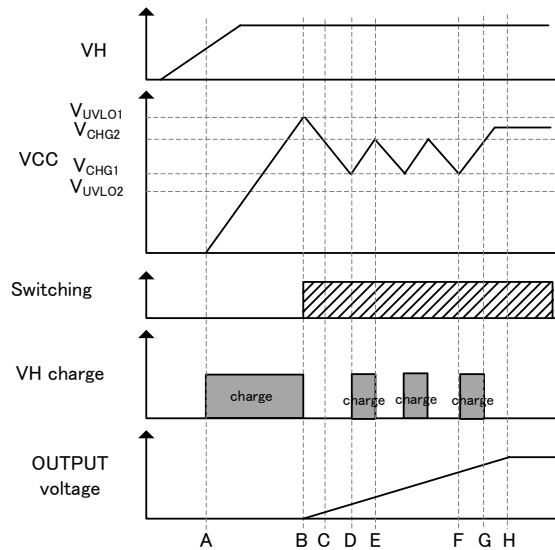 VH
VUVLO1
VCHG2
VCC
VCHG1
VUVLO2
Switching
VH charge
charge
charge
charge
charge
OUTPUT
voltage
A B C D E F G H